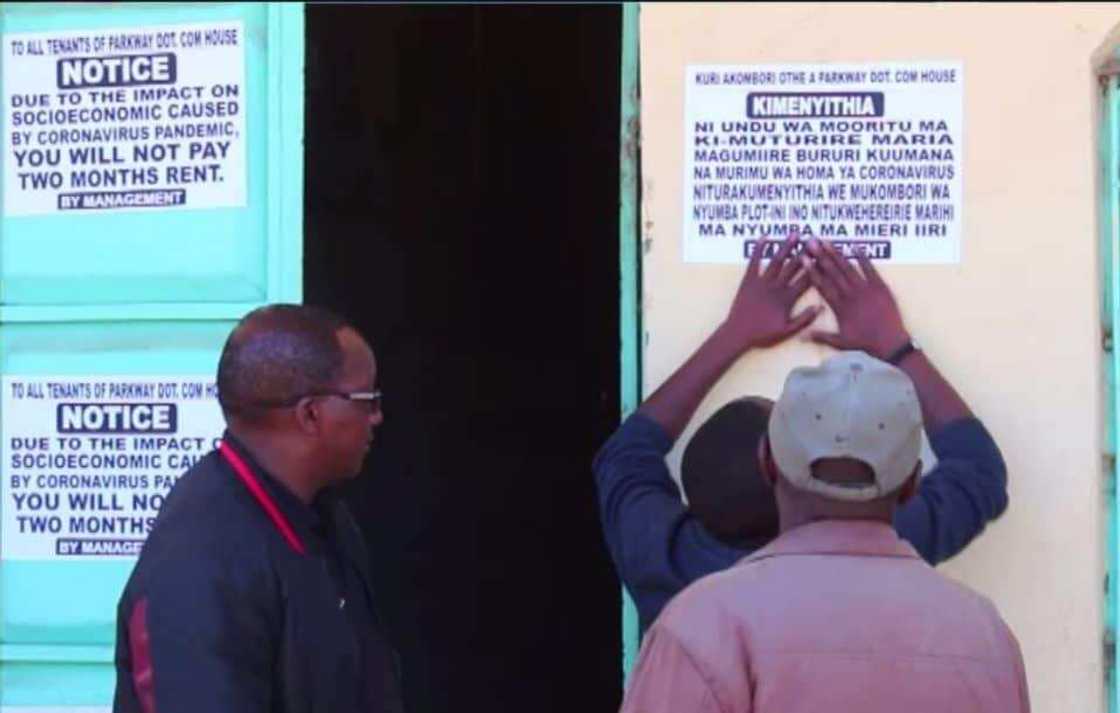 TO ALL TENANTS OF PARKWAY DOT. COM HOUSE
NOTICE
DUE TO THE IMPACT ON
SOCIOECONOMIC CAUSED
BY CORONAVIRUS PANDEMIC,
YOU WILL NOT PAY
TWO MONTHS RENT.
BY MANAGEMENT
TO ALL TENANTS OF PARKWAY DOT. COM
NOTICE
DUE TO THE IMPACT
SOCIOECONOMIC
BY CORONAVIRUS
YOU WILL
TWO MONTHS
BY
KURI AKOMBORI OTHE A PARKWAY DOT. COM HOUSE
KIMENYITHIA
NI UNDU WA MOORITU MA
KI-MUTURIRE MARIA
MAGUMIIRE BURURI KUUMANA
NA MURIMU WA HOMA YA CORONAVIRUS
NITURAKUMENYITHIA WE MUKOMBORI WA
NYUMBA PLOT-INI INO NITUKWEHEREIRIE MARIHI
MA NYUMBA MA MIERI IIRI
BY